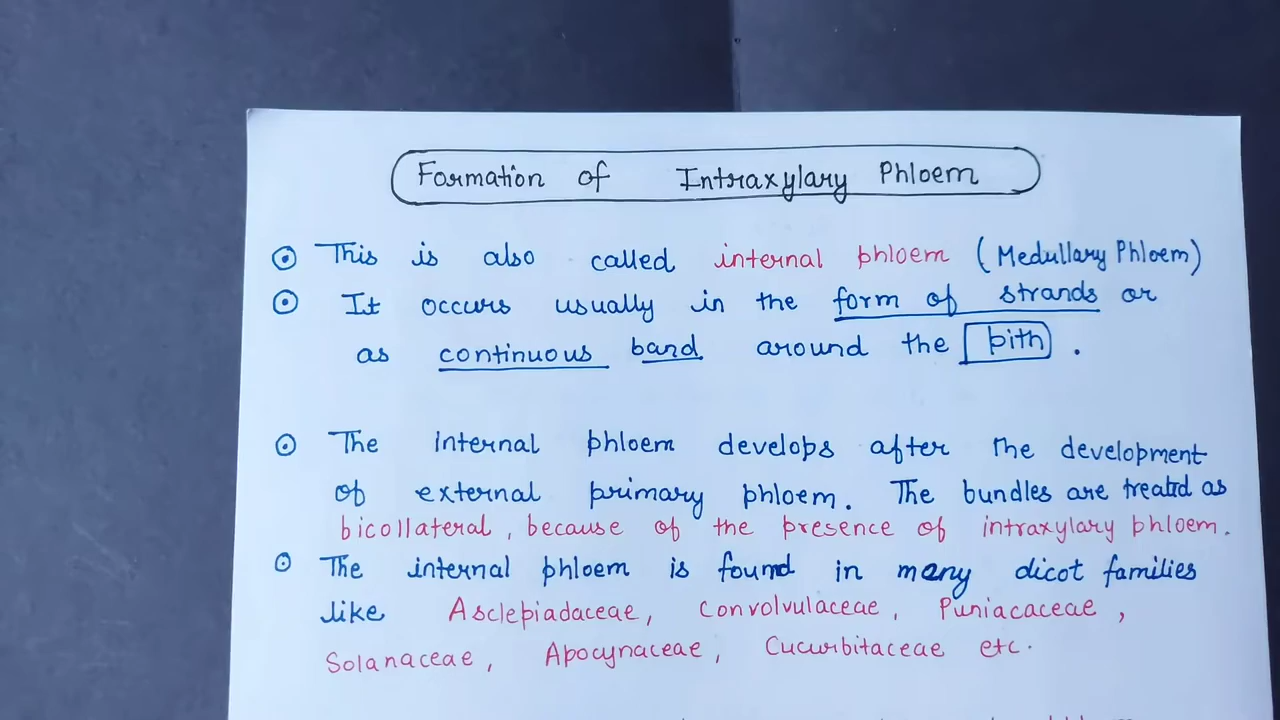 Formation of Intraxylary Phloem
This is also called internal phloem (Medullary Phloem)
It occurs usually in the form of strands or
as continuous band around the pith.
The internal phloem develops after the development
of external primary phloem. The bundles are treated as
bicollateral, because of the presence of intraxylary phloem.
The internal phloem is found in many dicot families
like Asclepiadaceae, Convolvulaceae, Puniacaceae,
Solanaceae, Apocynaceae, Cucurbitaceae etc.